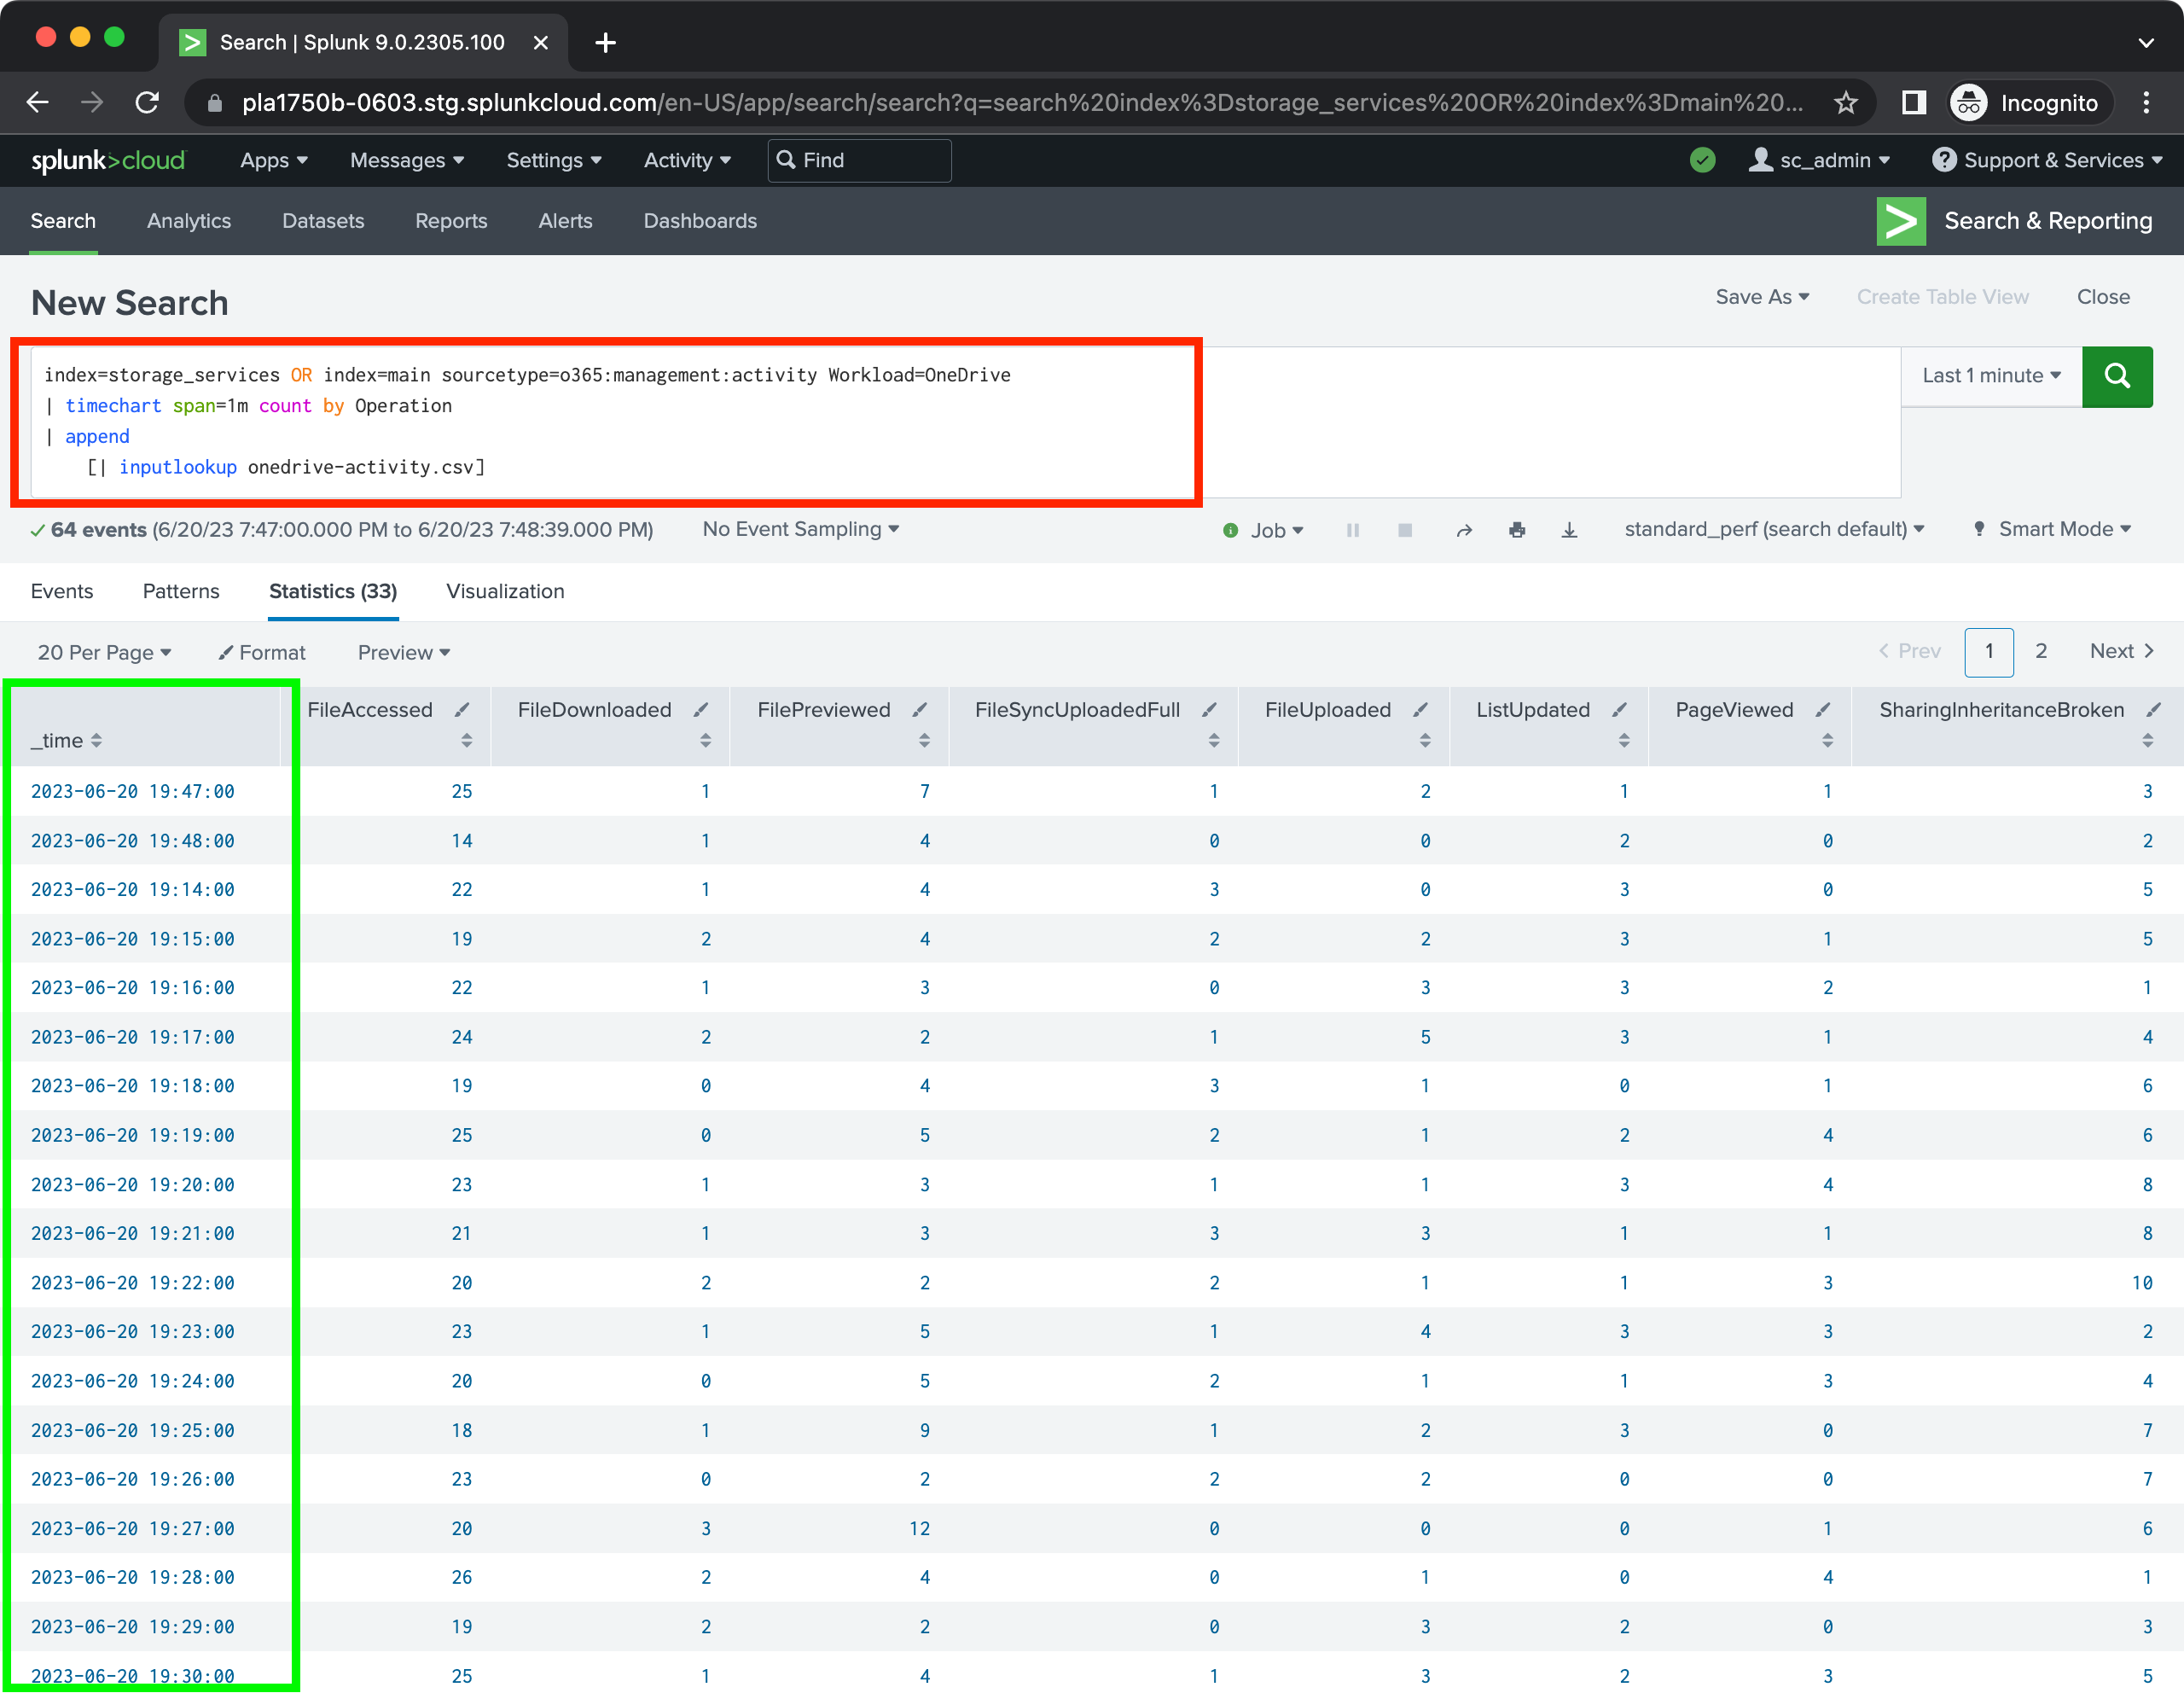 Search | Splunk 9.0.2305.100
pla1750b-0603.stg.splunkcloud.com/en-US/app/search/search?q=search%20index%3Dstorage_services%20OR%20index%3Dmain%20...
Incognito
splunk>cloud Apps Messages Settings Activity Find sc_admin Support & Services
Search Analytics Datasets Reports Alerts Dashboards Search & Reporting
New Search
Save As Create Table View Close
index=storage_services OR index=main sourcetype=o365:management:activity Workload=OneDrive
| timechart span=1m count by Operation
| append
[| inputlookup onedrive-activity.csv]
Last 1 minute
64 events (6/20/23 7:47:00.000 PM to 6/20/23 7:48:39.000 PM) No Event Sampling Job standard_perf (search default) Smart Mode
Events Patterns Statistics (33) Visualization
20 Per Page Format Preview Prev 1 2 Next
_time FileAccessed FileDownloaded FilePreviewed FileSyncUploadedFull FileUploaded ListUpdated PageViewed SharingInheritanceBroken
2023-06-20 19:47:00 25 1 7 1 2 1 1 3
2023-06-20 19:48:00 14 1 4 0 0 2 0 2
2023-06-20 19:14:00 22 1 4 3 0 3 0 5
2023-06-20 19:15:00 19 2 4 2 2 3 1 5
2023-06-20 19:16:00 22 1 3 0 3 3 2 1
2023-06-20 19:17:00 24 2 2 1 5 3 1 4
2023-06-20 19:18:00 19 0 4 3 1 0 1 6
2023-06-20 19:19:00 25 0 5 2 1 2 4 6
2023-06-20 19:20:00 23 1 3 1 1 3 4 8
2023-06-20 19:21:00 21 1 3 3 3 1 1 8
2023-06-20 19:22:00 20 2 2 2 1 1 3 10
2023-06-20 19:23:00 23 1 5 1 4 3 3 2
2023-06-20 19:24:00 20 0 5 2 1 1 3 4
2023-06-20 19:25:00 18 1 9 1 2 3 0 7
2023-06-20 19:26:00 23 0 2 2 2 0 0 7
2023-06-20 19:27:00 20 3 12 0 0 0 1 6
2023-06-20 19:28:00 26 2 4 0 1 0 4 1
2023-06-20 19:29:00 19 2 2 0 3 2 0 3
2023-06-20 19:30:00 25 1 4 1 3 2 3 5